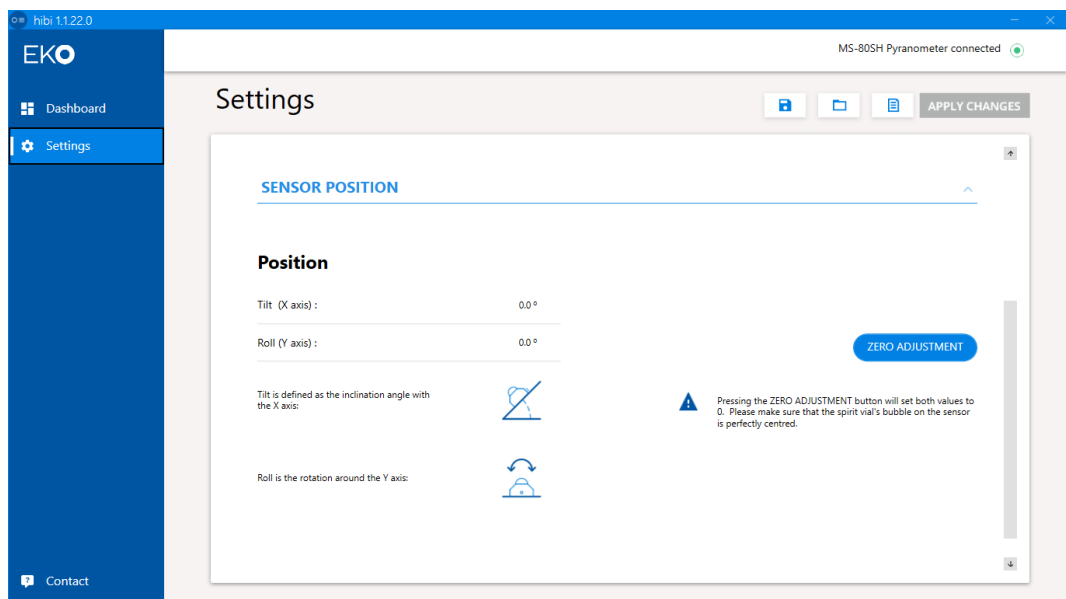 hibi 1.1.22.0
EKO
MS-80SH Pyranometer connected
Dashboard
Settings
Settings
APPLY CHANGES
SENSOR POSITION
Position
Tilt (X axis) :
0.0 º
Roll (Y axis) :
0.0 º
ZERO ADJUSTMENT
Tilt is defined as the inclination angle with
the X axis:
Pressing the ZERO ADJUSTMENT button will set both values to
0. Please make sure that the spirit vial's bubble on the sensor
is perfectly centred.
Roll is the rotation around the Y axis:
Contact